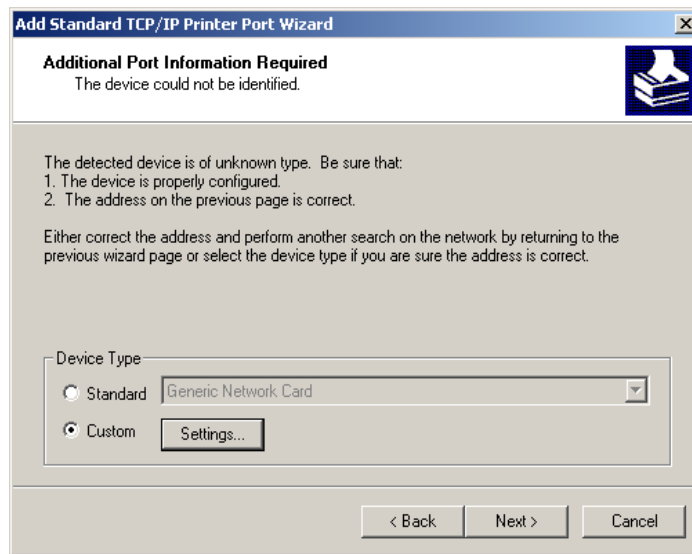 Add Standard TCP/IP Printer Port Wizard
Additional Port Information Required
The device could not be identified.
The detected device is of unknown type.  Be sure that:
1. The device is properly configured.
2.  The address on the previous page is correct.
Either correct the address and perform another search on the network by returning to the
previous wizard page or select the device type if you are sure the address is correct.
Device Type
Standard
Generic Network Card
Custom
Settings...
< Back
Next >
Cancel